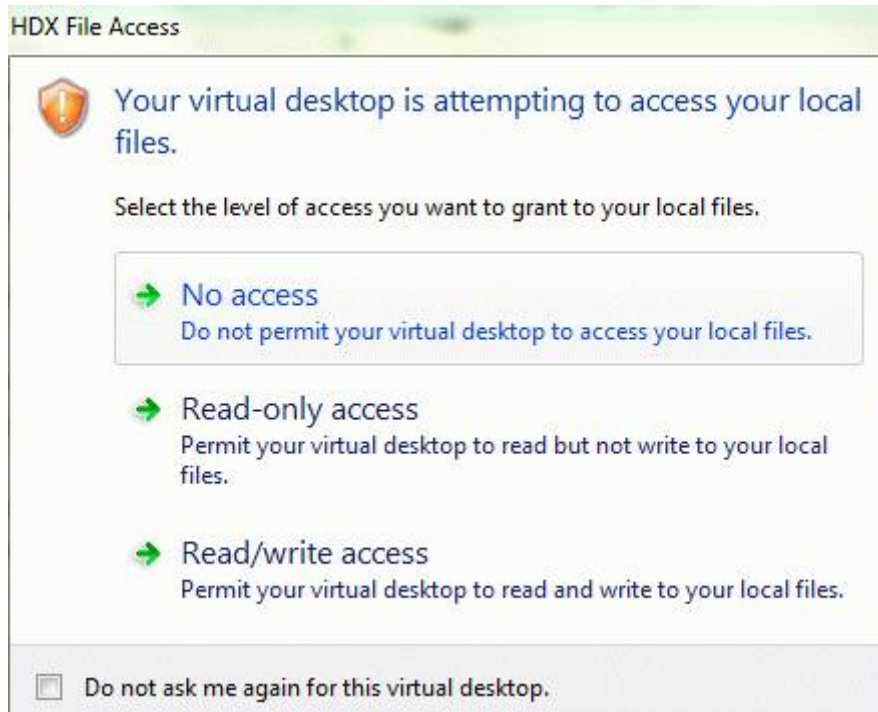 HDX File Access
Your virtual desktop is attempting to access your local
files.
Select the level of access you want to grant to your local files.
No access
Do not permit your virtual desktop to access your local files.
Read-only access
Permit your virtual desktop to read but not write to your local
files.
Read/write access
Permit your virtual desktop to read and write to your local files.
Do not ask me again for this virtual desktop.